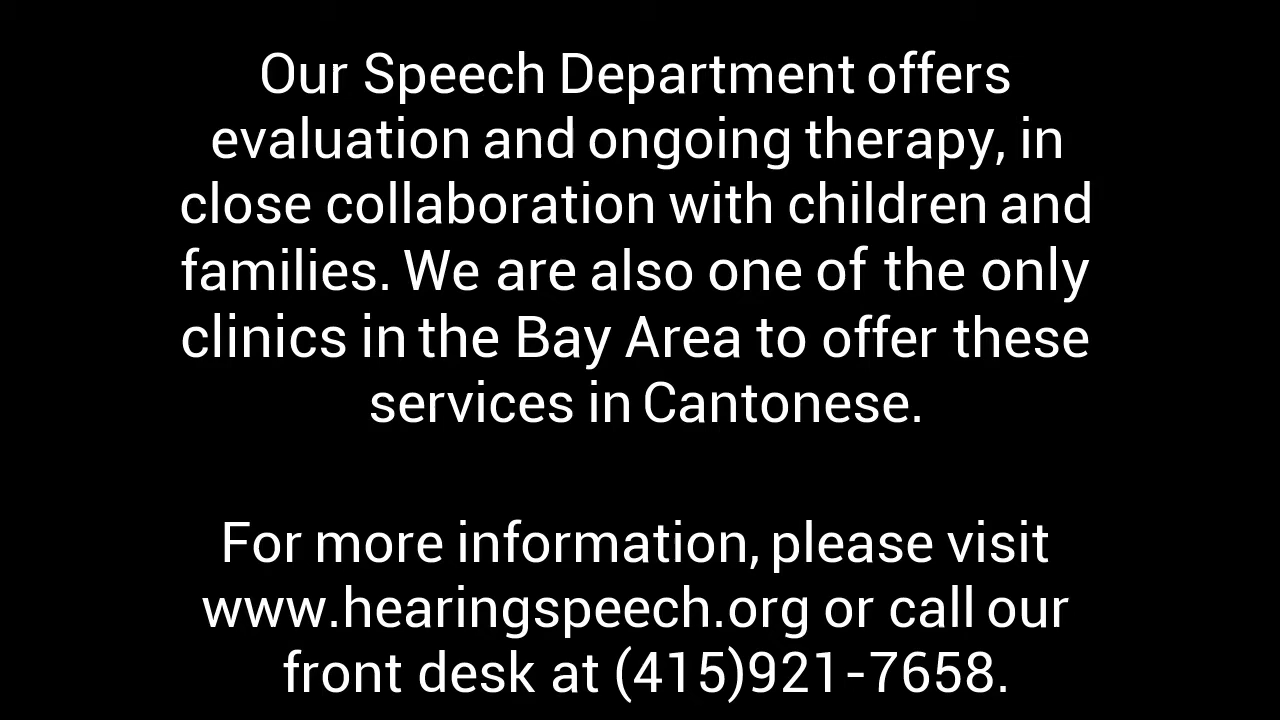 Our Speech Department offers
evaluation and ongoing therapy, in
close collaboration with children and
families. We are also one of the only
clinics in the Bay Area to offer these
services in Cantonese.
For more information, please visit
www.hearingspeech.org or call our
front desk at (415)921-7658.